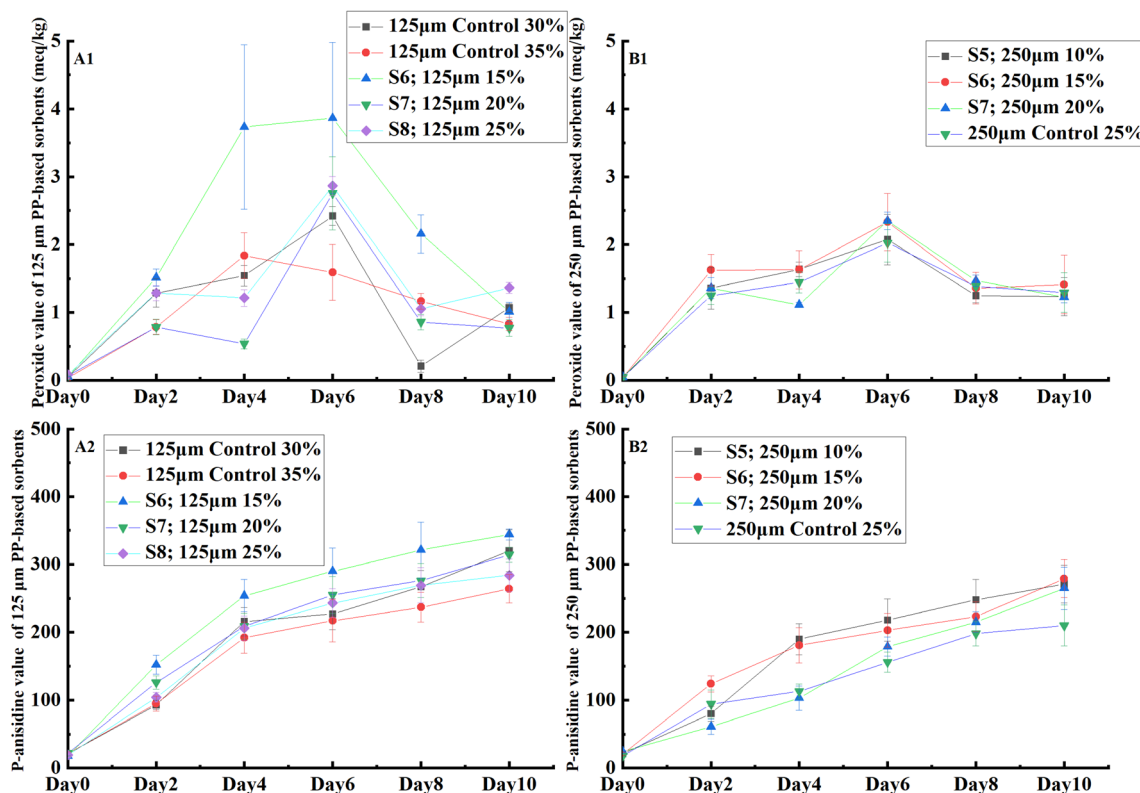 Peroxide value of 125 μm PP-based sorbents (meq/kg)
A1
125μm Control 30%
125μm Control 35%
S6; 125μm 15%
S7; 125μm 20%
S8; 125μm 25%
5
4
3
2
1
0
Day0 Day2 Day4 Day6 Day8 Day10
Peroxide value of 250 μm PP-based sorbents (meq/kg)
B1
S5; 250μm 10%
S6; 250μm 15%
S7; 250μm 20%
250μm Control 25%
5
4
3
2
1
0
Day0 Day2 Day4 Day6 Day8 Day10
P-anisidine value of 125 μm PP-based sorbents
A2
125μm Control 30%
125μm Control 35%
S6; 125μm 15%
S7; 125μm 20%
S8; 125μm 25%
500
400
300
200
100
0
Day0 Day2 Day4 Day6 Day8 Day10
P-anisidine value of 250 μm PP-based sorbents
B2
S5; 250μm 10%
S6; 250μm 15%
S7; 250μm 20%
250μm Control 25%
500
400
300
200
100
0
Day0 Day2 Day4 Day6 Day8 Day10